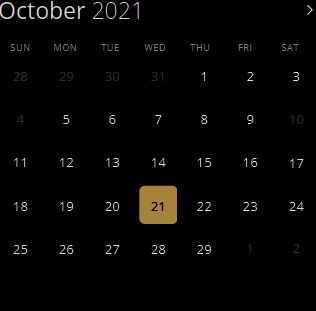 October 2021
SUN MON TUE WED THU FRI SAT
28 29 30 31 1 2 3
4 5 6 7 8 9 10
11 12 13 14 15 16 17
18 19 20 21 22 23 24
25 26 27 28 29 1 2